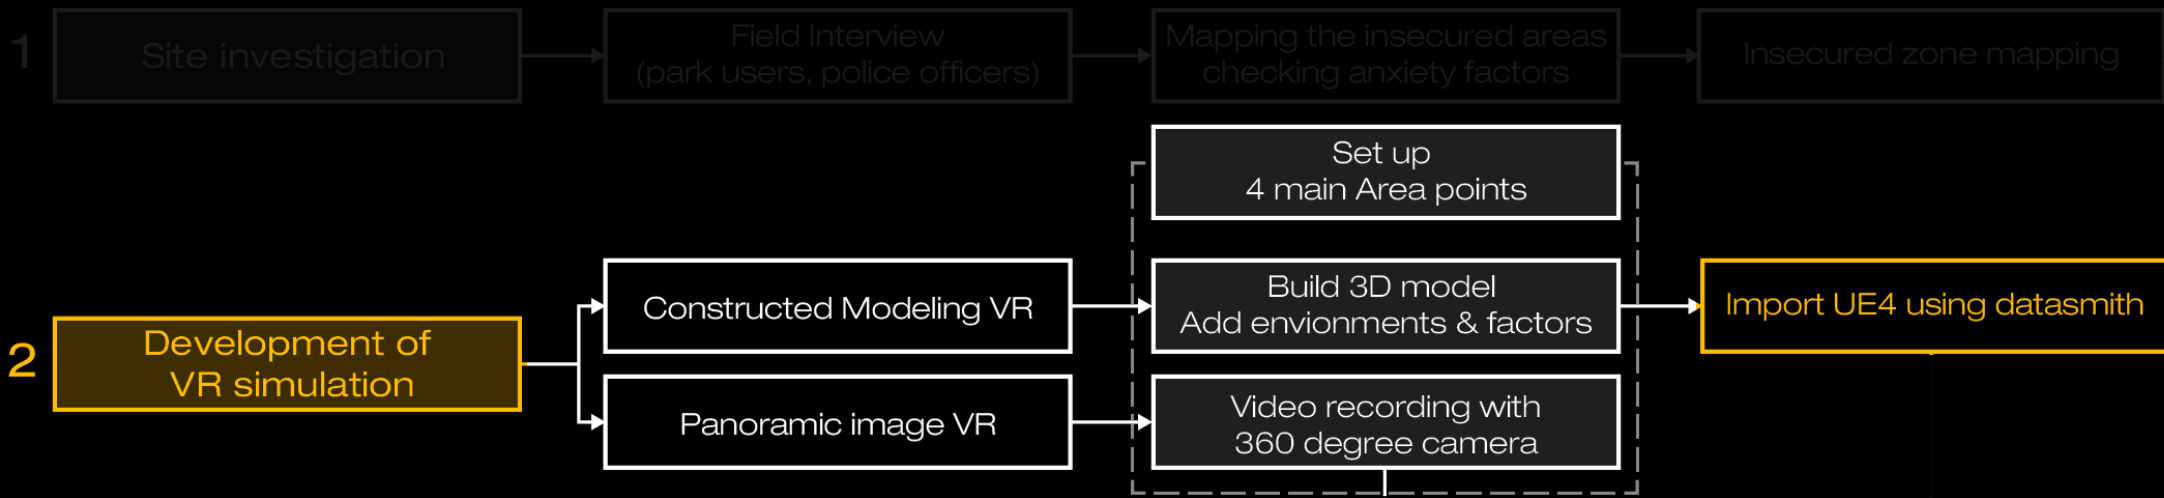 1
Site investigation
Field Interview
(park users, police officers)
Mapping the insecured areas
checking anxiety factors
Insecured zone mapping
Set up
4 main Area points
2
Development of
VR simulation
Constructed Modeling VR
Build 3D model
Add envionments & factors
Import UE4 using datasmith
Panoramic image VR
Video recording with
360 degree camera